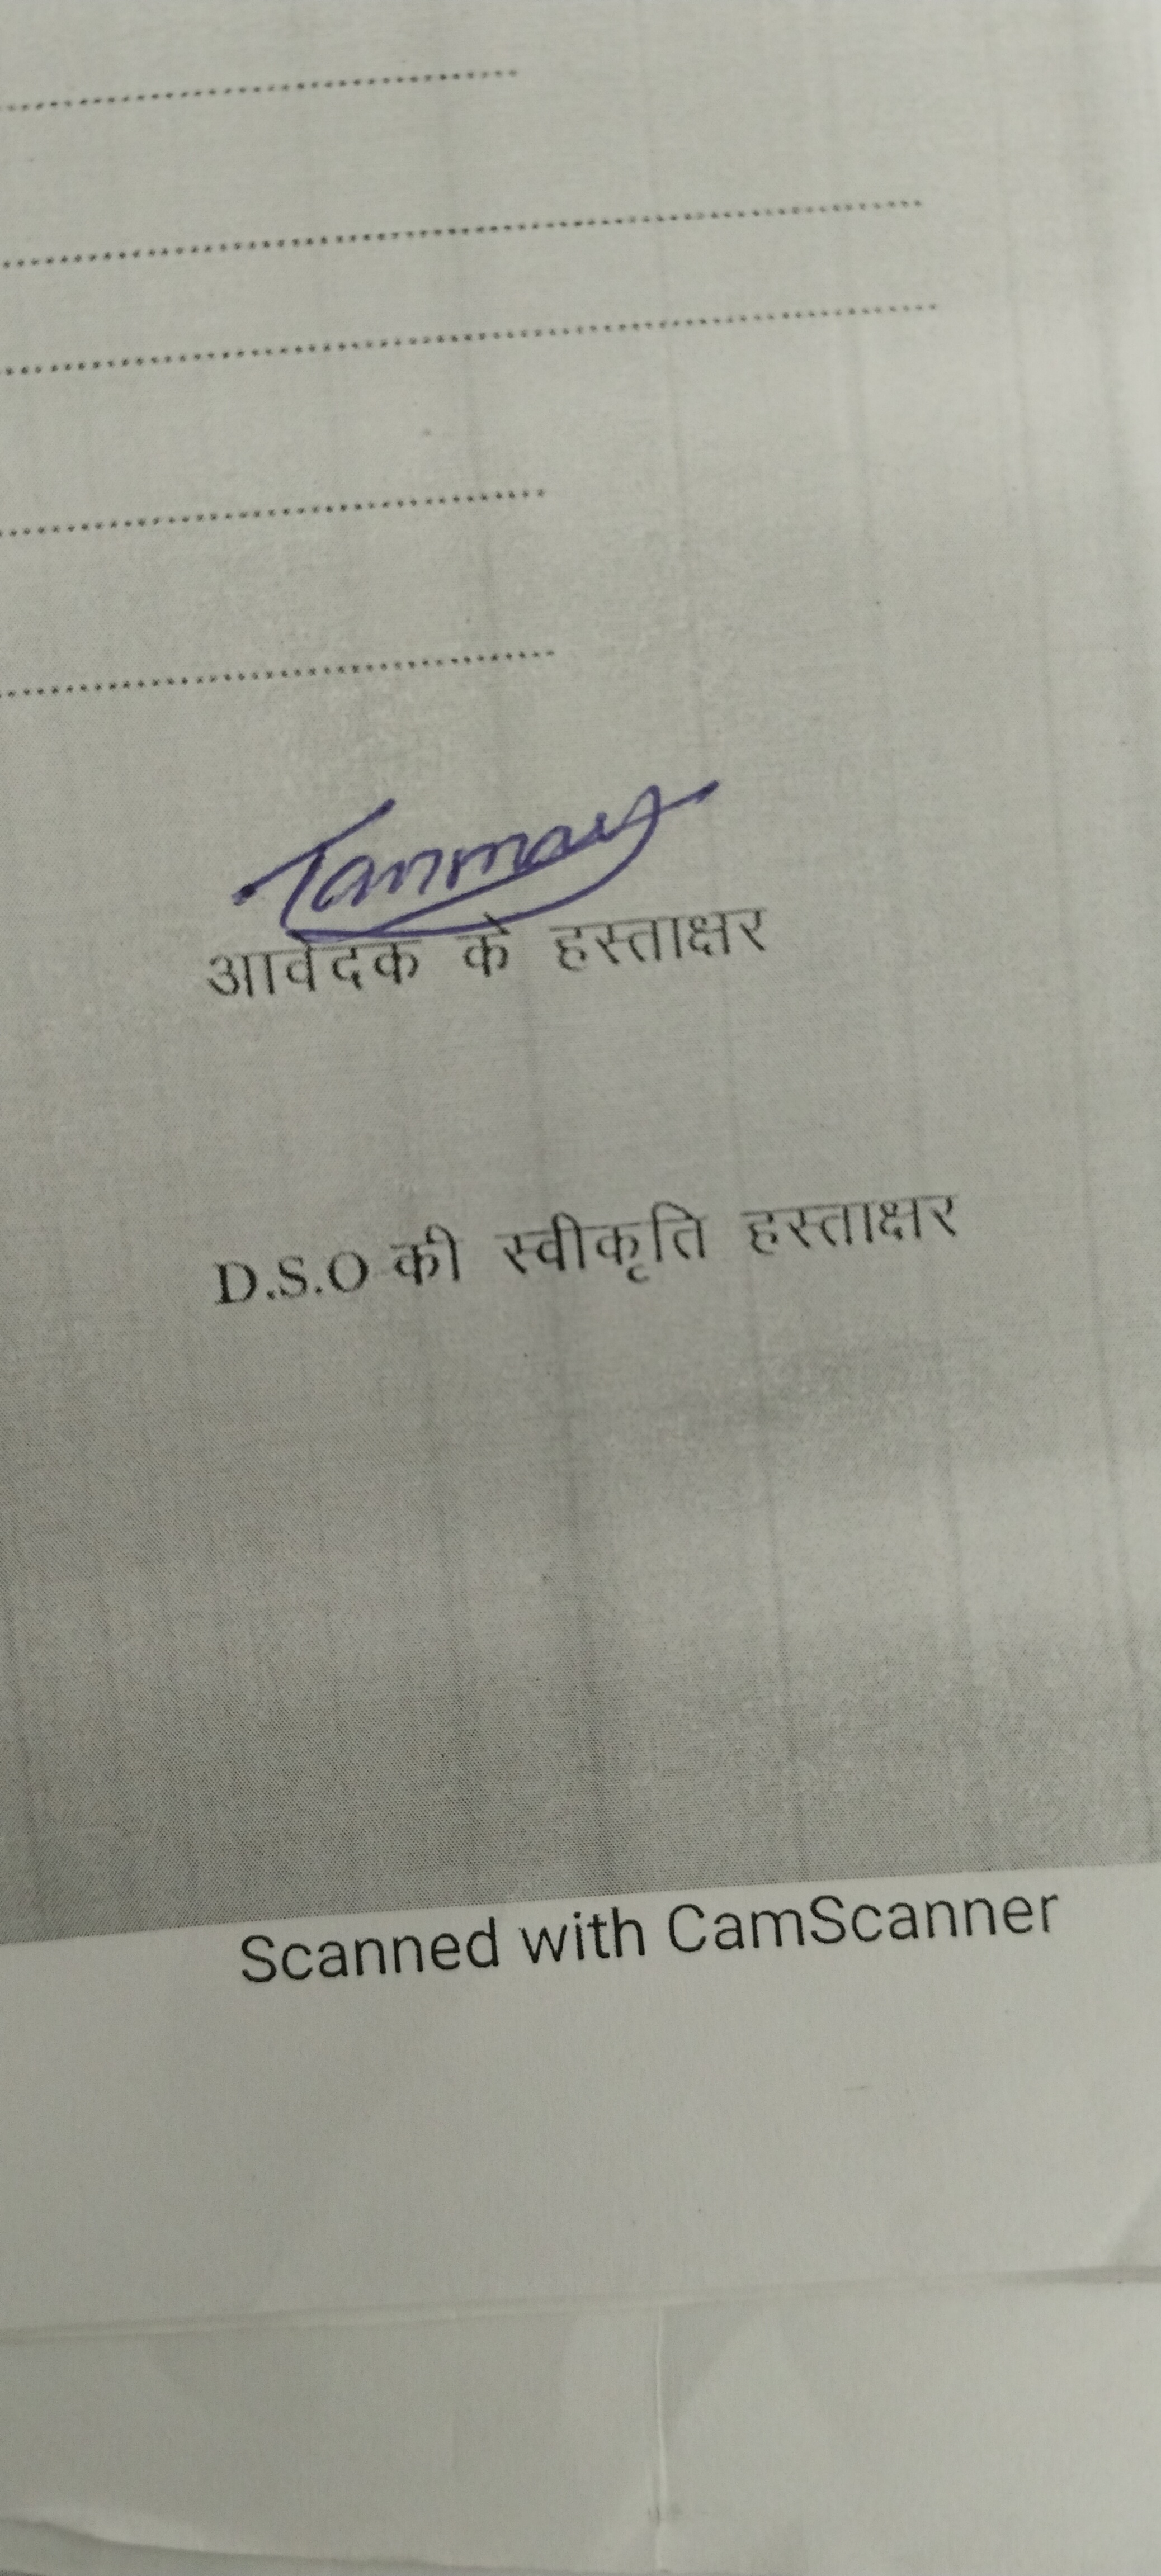 Tanmay
आवेदक के हस्ताक्षर
D.S.O की स्वीकृति हस्ताक्षर
Scanned with CamScanner